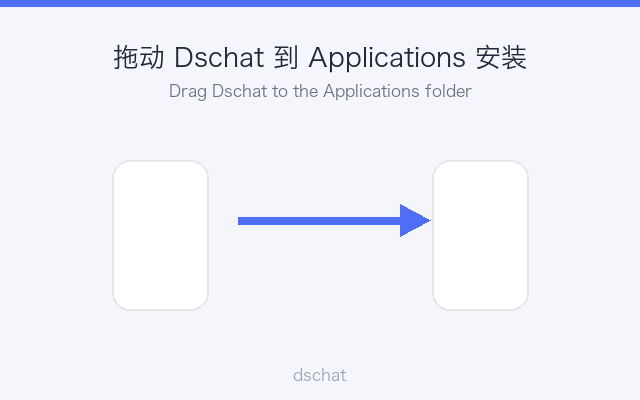 拖动 Dschat 到 Applications 安装
Drag Dschat to the Applications folder
dschat